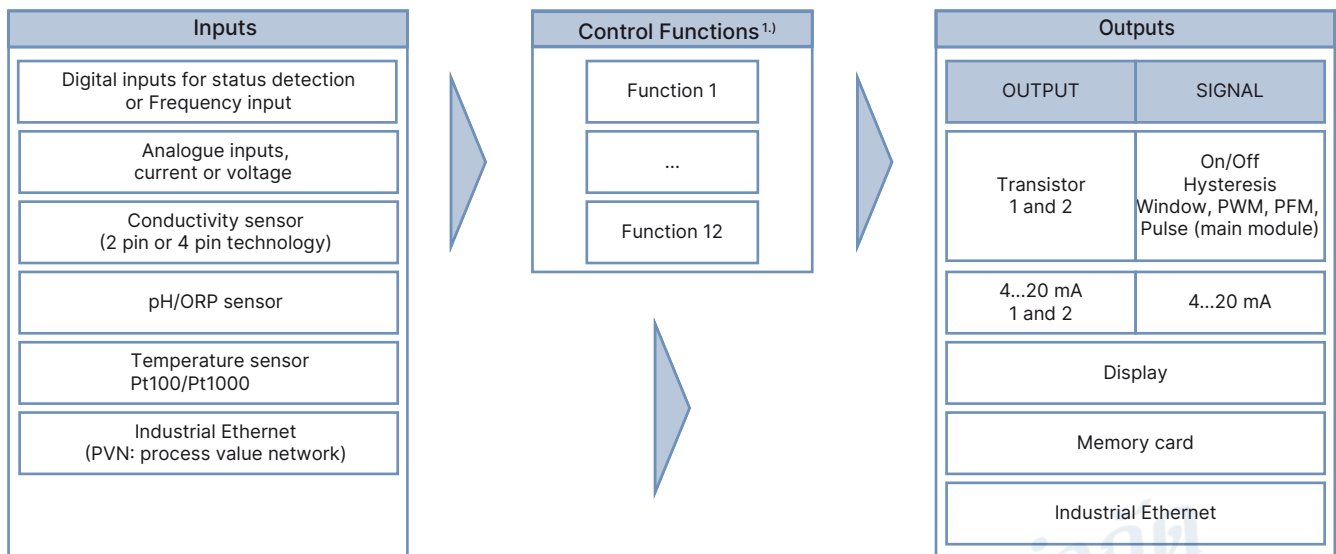 Inputs
Digital inputs for status detection
or Frequency input
Analogue inputs,
current or voltage
Conductivity sensor
(2 pin or 4 pin technology)
pH/ORP sensor
Temperature sensor
Pt100/Pt1000
Industrial Ethernet
(PVN: process value network)
Control Functions 1.)
Function 1
...
Function 12
Outputs
OUTPUT
SIGNAL
Transistor
1 and 2
On/Off
Hysteresis
Window, PWM, PFM,
Pulse (main module)
4...20 mA
1 and 2
4...20 mA
Display
Memory card
Industrial Ethernet